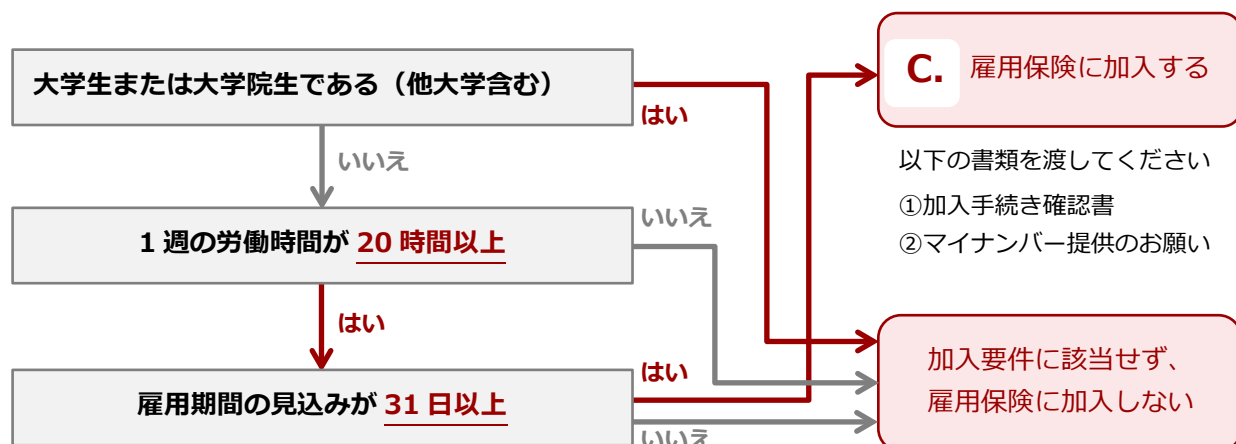 大学生または大学院生である（他大学含む）
はい
いいえ
1 週の労働時間が 20 時間以上
いいえ
はい
雇用期間の見込みが 31 日以上
はい
いいえ
C. 雇用保険に加入する
以下の書類を渡してください
①加入手続き確認書
②マイナンバー提供のお願い
加入要件に該当せず、
雇用保険に加入しない